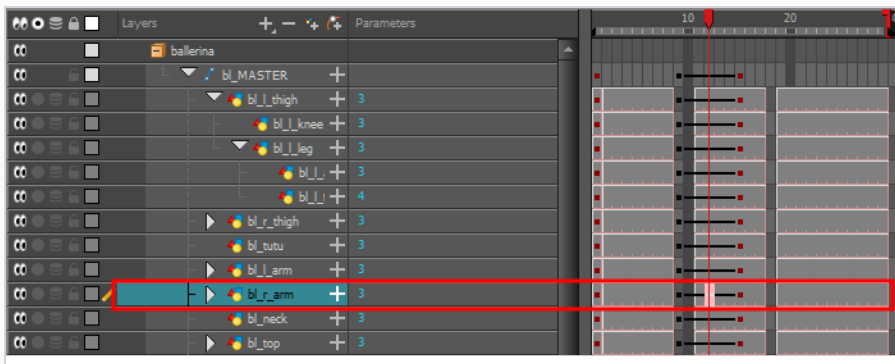 Layers Parameters 10 20
ballerina
bl_MASTER
bl_l_thigh 3
bl_l_knee 3
bl_l_leg 3
3
4
bl_r_thigh 3
bl_tutu 3
bl_l_arm 3
bl_r_arm 3
bl_neck 3
bl_top 3